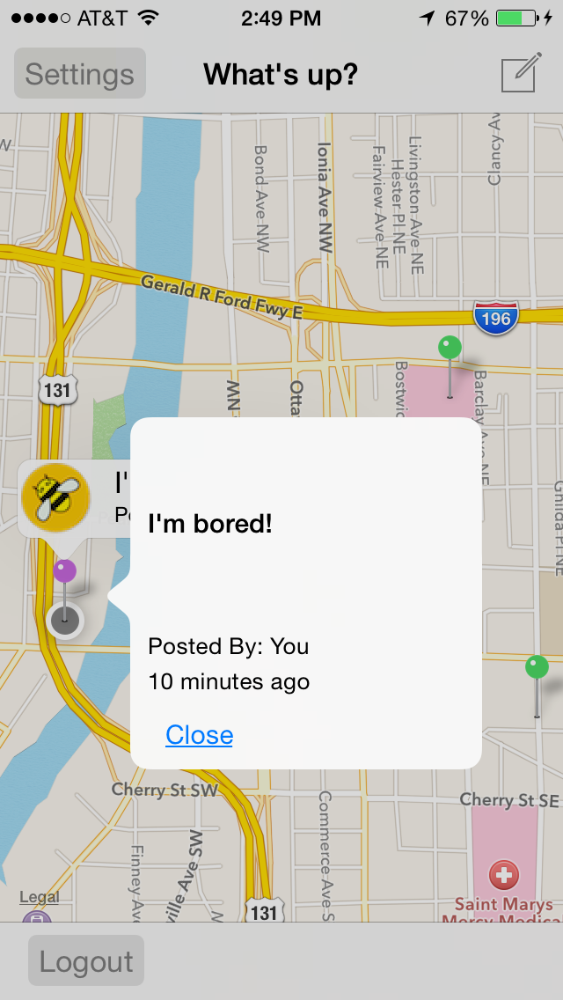 AT&T 2:49 PM 67%
Settings What's up?
W
Bond Ave NW
Ionia Ave NW
Fairview Ave NE
Hester Pl NE
Livingston Ave NE
Clancy Av
Gerald R Ford Fwy E
196
131
NW
Otta
Bostwic
Barclay Ave NE
I'
Po
I'm bored!
Posted By: You
10 minutes ago
Close
Cherry St SW
Cherry St SE
Finney Ave
ville Ave SW
Commerce Ave S
131
Legal
Saint Marys
Mercy Medical
Logout